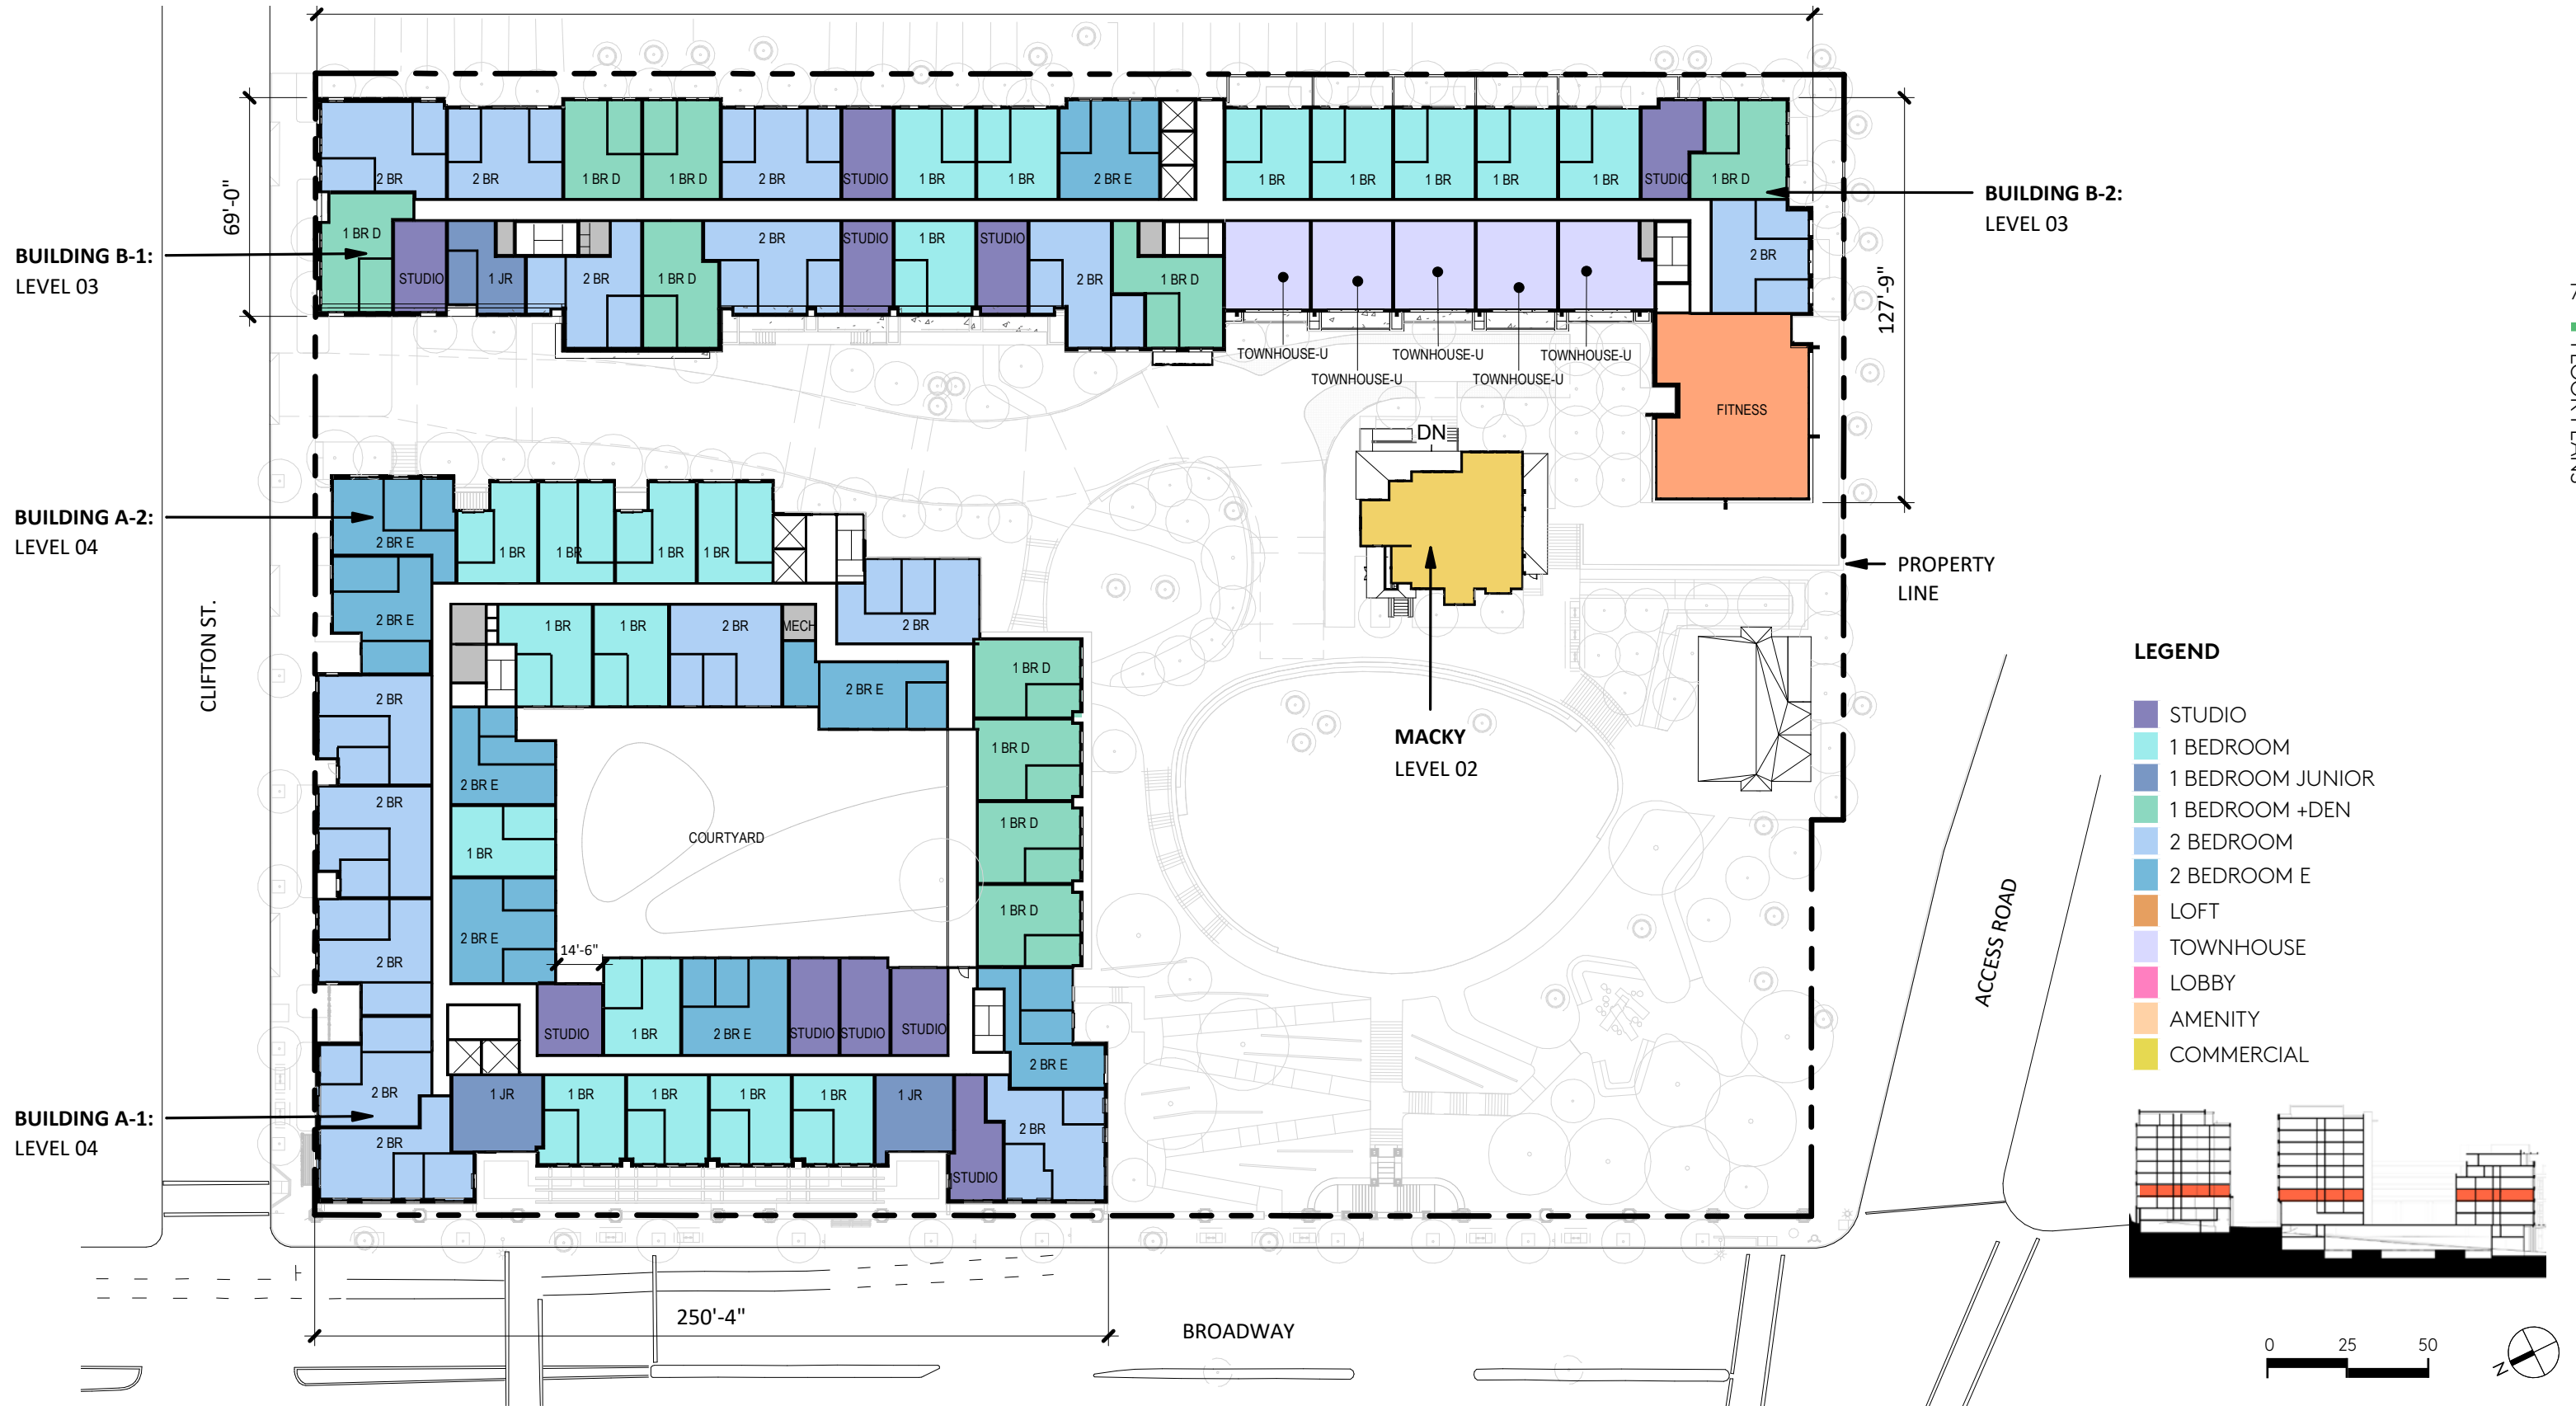 2 BR
2 BR
1 BR D
1 BR D
2 BR
STUDIO
1 BR
1 BR
2 BR E
1 BR
1 BR
1 BR
1 BR
1 BR
STUDIO
1 BR D
69'-0"
BUILDING B-1:
LEVEL 03
1 BR D
STUDIO
1 JR
2 BR
1 BR D
2 BR
STUDIO
1 BR
STUDIO
2 BR
1 BR D
TOWNHOUSE-U
TOWNHOUSE-U
TOWNHOUSE-U
TOWNHOUSE-U
TOWNHOUSE-U
2 BR
BUILDING B-2:
LEVEL 03
127'-9"
FITNESS
DN
MACKY
LEVEL 02
PROPERTY
LINE
BUILDING A-2:
LEVEL 04
CLIFTON ST.
2 BR E
1 BR
1 BR
1 BR
1 BR
2 BR E
1 BR
1 BR
2 BR
MECH
2 BR
2 BR E
1 BR D
2 BR
2 BR E
1 BR D
2 BR
1 BR
COURTYARD
1 BR D
2 BR
2 BR E
1 BR D
14'-6"
STUDIO
1 BR
2 BR E
STUDIO
STUDIO
STUDIO
2 BR E
BUILDING A-1:
LEVEL 04
2 BR
2 BR
1 JR
1 BR
1 BR
1 BR
1 BR
1 JR
STUDIO
2 BR
250'-4"
BROADWAY
ACCESS ROAD
LEGEND
STUDIO
1 BEDROOM
1 BEDROOM JUNIOR
1 BEDROOM +DEN
2 BEDROOM
2 BEDROOM E
LOFT
TOWNHOUSE
LOBBY
AMENITY
COMMERCIAL
0 25 50
N